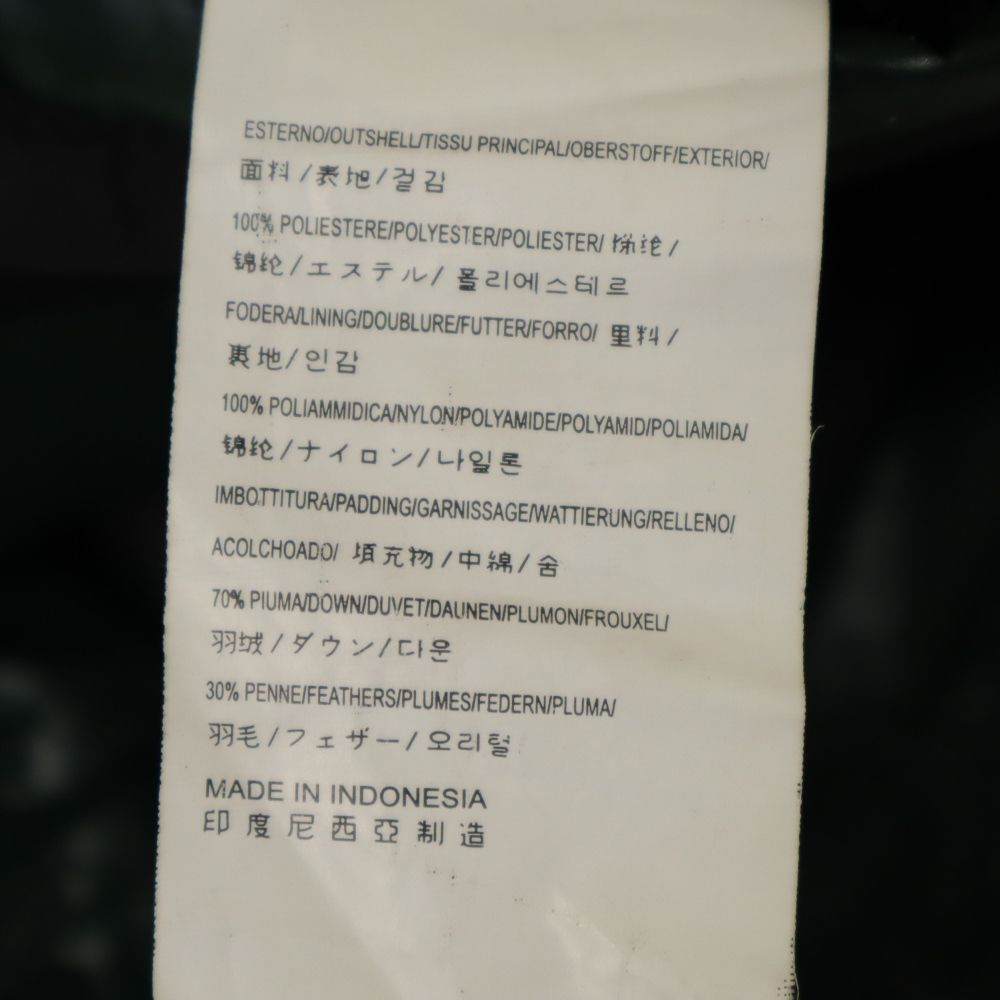 ESTERNO/OUTSHELL/TISSU PRINCIPAL/OBERSTOFF/EXTERIOR/
面料/表地/겉감
100% POLIESTERE/POLYESTER/POLIESTER/ 涤纶/
锦纶/エステル/ 폴리에스테르
FODERA/LINING/DOUBLURE/FUTTER/FORRO/ 里料/
裏地/인감
100% POLIAMMIDICA/NYLON/POLYAMIDE/POLYAMID/POLIAMIDA/
锦纶/ナイロン/나일론
IMBOTTITURA/PADDING/GARNISSAGE/WATTIERUNG/RELLENO/
ACOLCHOADO/ 填充物/中綿/솜
70% PIUMA/DOWN/DUVET/DAUNEN/PLUMON/FROUXEL/
羽绒/ダウン/다운
30% PENNE/FEATHERS/PLUMES/FEDERN/PLUMA/
羽毛/フェザー/오리털
MADE IN INDONESIA
印度尼西亞制造